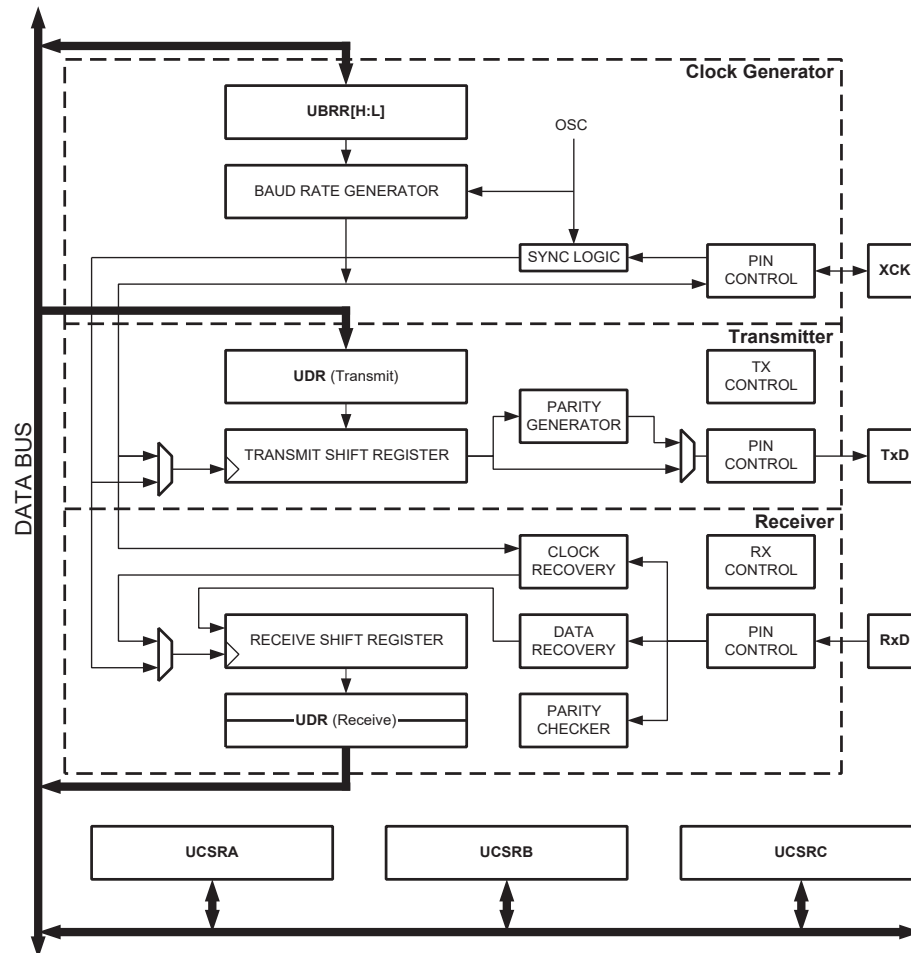 Clock Generator
UBRR[H:L]
OSC
BAUD RATE GENERATOR
SYNC LOGIC
PIN
CONTROL
XCK
Transmitter
UDR (Transmit)
TX
CONTROL
PARITY
GENERATOR
TRANSMIT SHIFT REGISTER
PIN
CONTROL
TxD
DATA BUS
Receiver
CLOCK
RECOVERY
RX
CONTROL
RECEIVE SHIFT REGISTER
DATA
RECOVERY
PIN
CONTROL
RxD
UDR (Receive)
PARITY
CHECKER
UCSRA
UCSRB
UCSRC